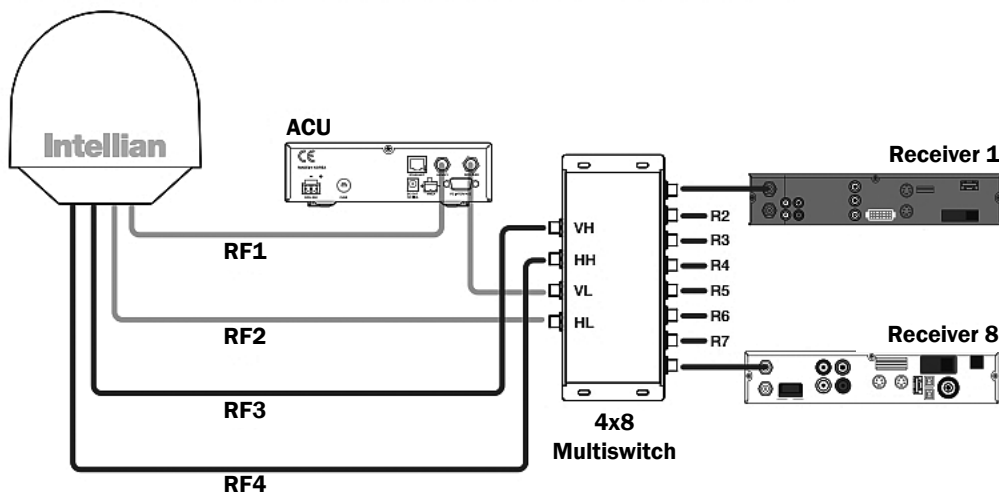 Intellian
ACU
CE
Receiver 1
R2
R3
R4
R5
R6
R7
VH
HH
VL
HL
RF1
RF2
RF3
RF4
Receiver 8
4x8
Multiswitch